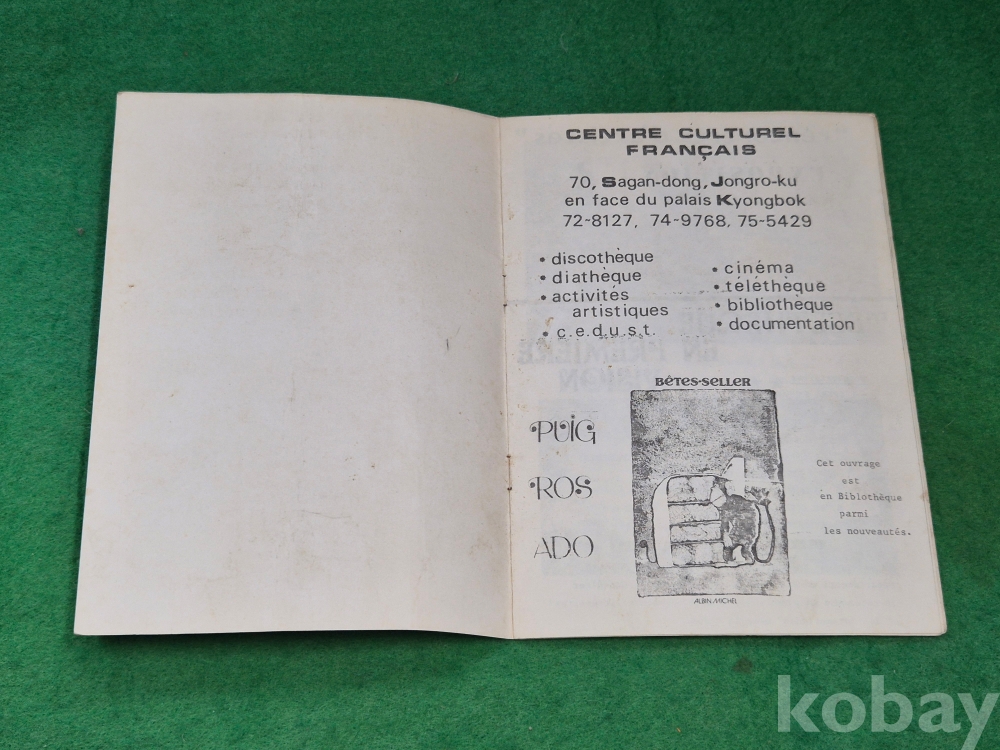 CENTRE CULTUREL
FRANÇAIS
70, Sagan-dong, Jongro-ku
en face du palais Kyongbok
72-8127, 74-9768, 75-5429
• discothèque
• diathèque
• activités
artistiques
• c.e.d.u.s.t.
• cinéma
• téléthèque
• bibliothèque
• documentation
BÊTES-SELLER
PUIG
ROS
ADO
ALBIN MICHEL
Cet ouvrage
est
en Biblothèque
parmi
les nouveautés.
kobay